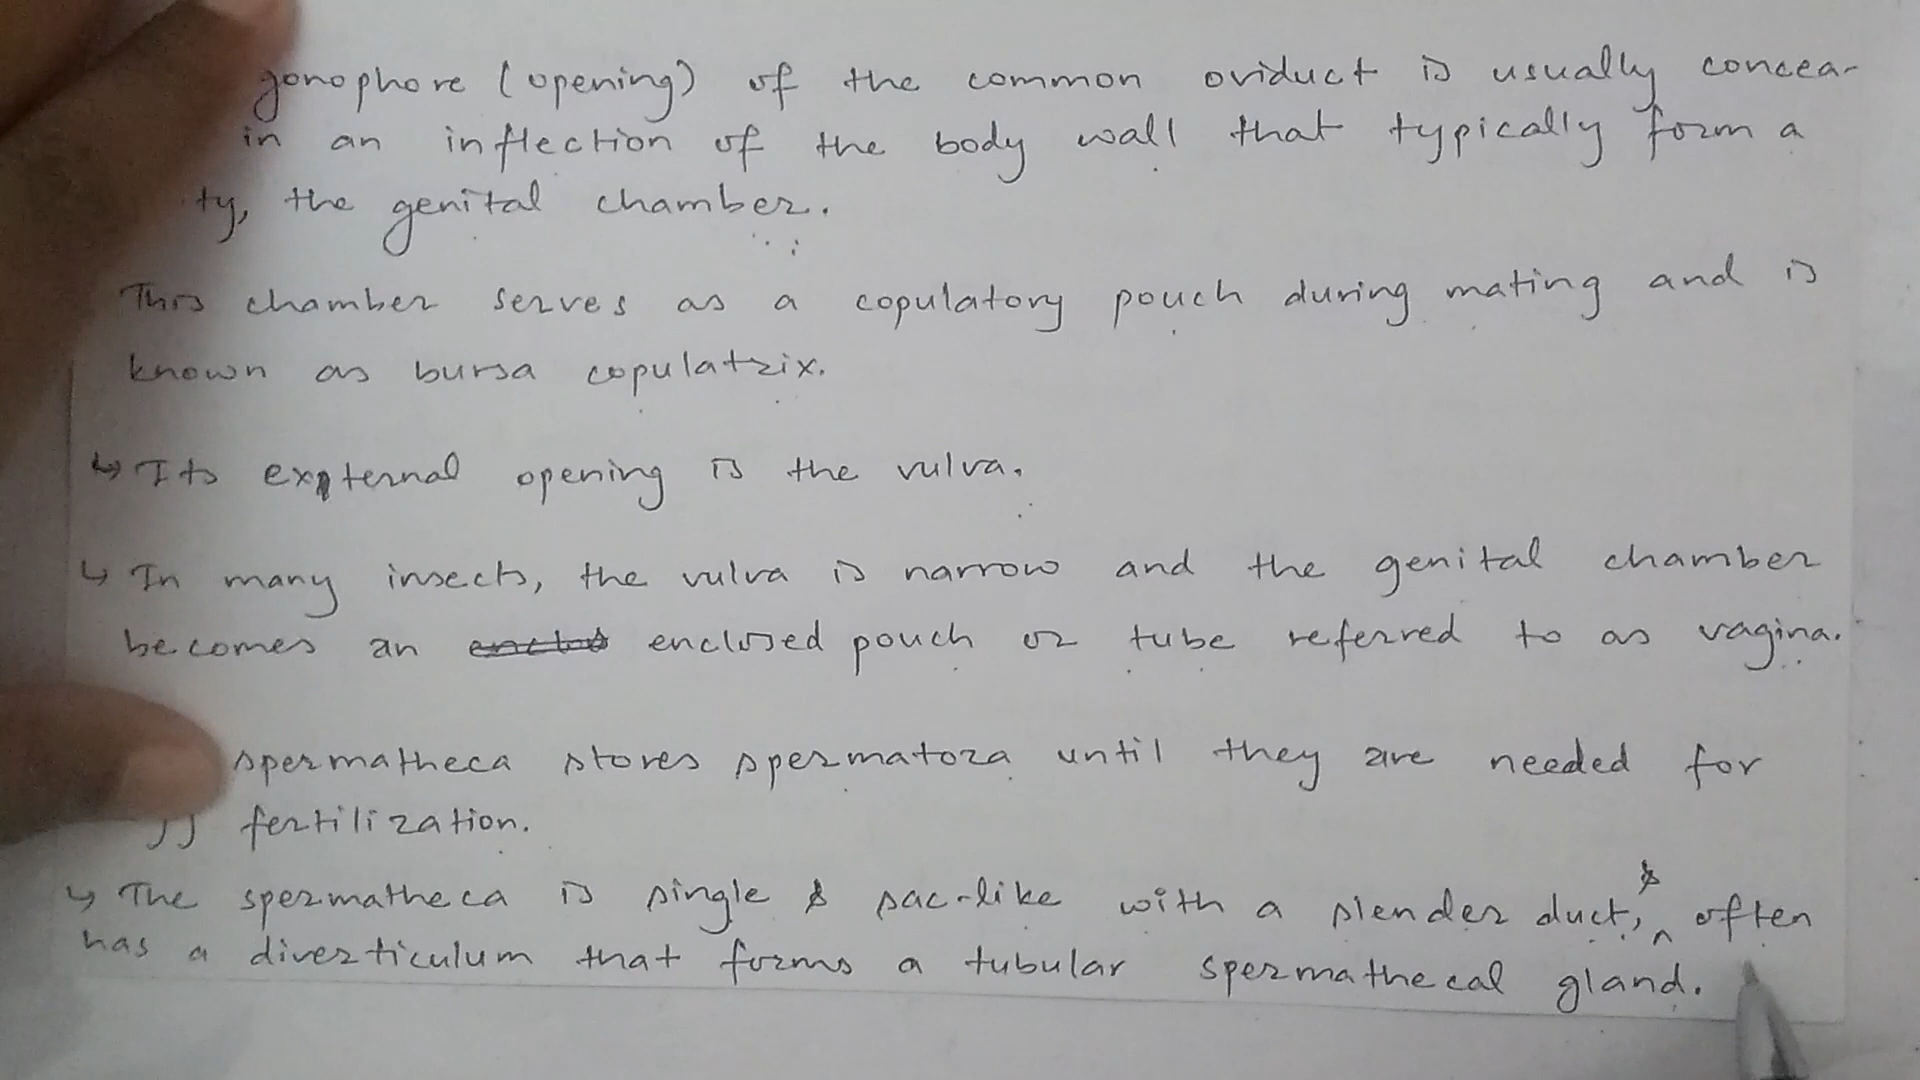 gonophore (opening) of the common oviduct is usually concea-
in an inflection of the body wall that typically form a
ty, the genital chamber.
This chamber serves as a copulatory pouch during mating and is
known as bursa copulatrix.
↳ Its external opening is the vulva.
↳ In many insects, the vulva is narrow and the genital chamber
becomes an enclosed pouch or tube referred to as vagina.
spermatheca stores spermatoza until they are needed for
fertilization.
↳ The spermatheca is single & sac-like with a slender duct, & often
has a diverticulum that forms a tubular spermathecal gland.